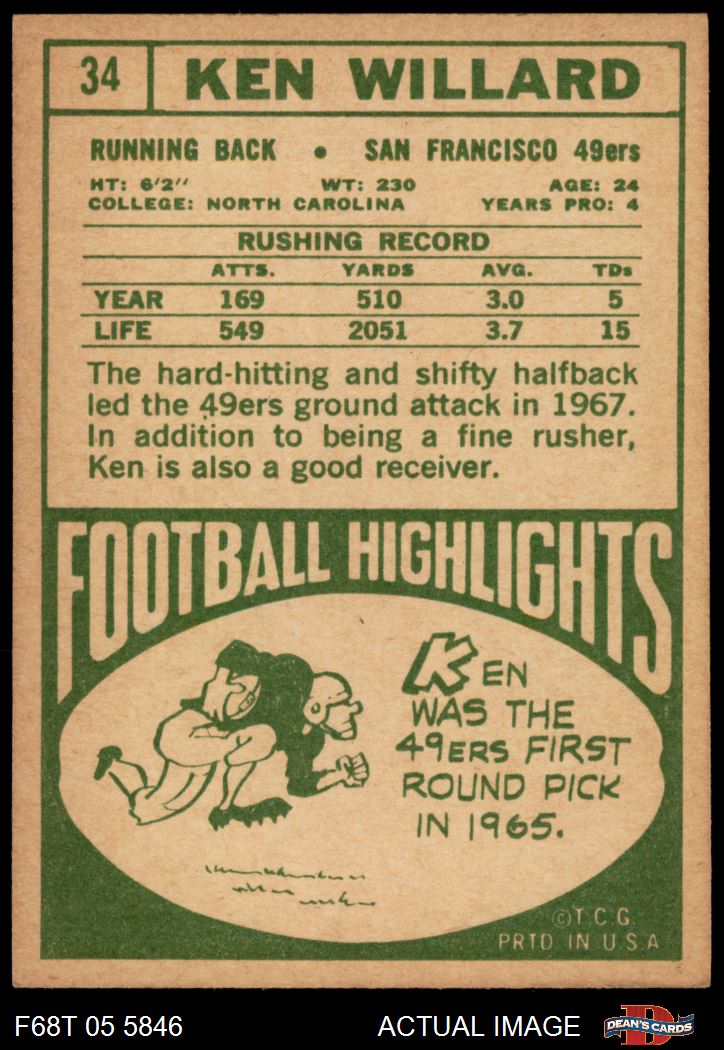 34 KEN WILLARD
RUNNING BACK • SAN FRANCISCO 49ers
HT: 6'2'' WT: 230 AGE: 24
COLLEGE: NORTH CAROLINA YEARS PRO: 4
RUSHING RECORD
ATTS. YARDS AVG. TDs
YEAR 169 510 3.0 5
LIFE 549 2051 3.7 15
The hard-hitting and shifty halfback
led the 49ers ground attack in 1967.
In addition to being a fine rusher,
Ken is also a good receiver.
FOOTBALL HIGHLIGHTS
KEN
WAS THE
49ERS FIRST
ROUND PICK
IN 1965.
©T.C.G.
PRTD IN U.S.A
F68T 05 5846 ACTUAL IMAGE D DEAN'S CARDS